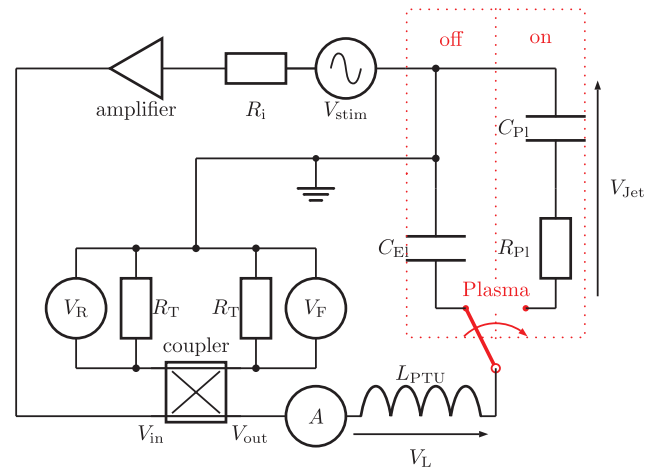 off on
amplifier
R_i
V_stim
C_Pl
V_Jet
C_El
R_Pl
Plasma
V_R
R_T
R_T
V_F
coupler
L_PTU
A
V_in
V_out
V_L